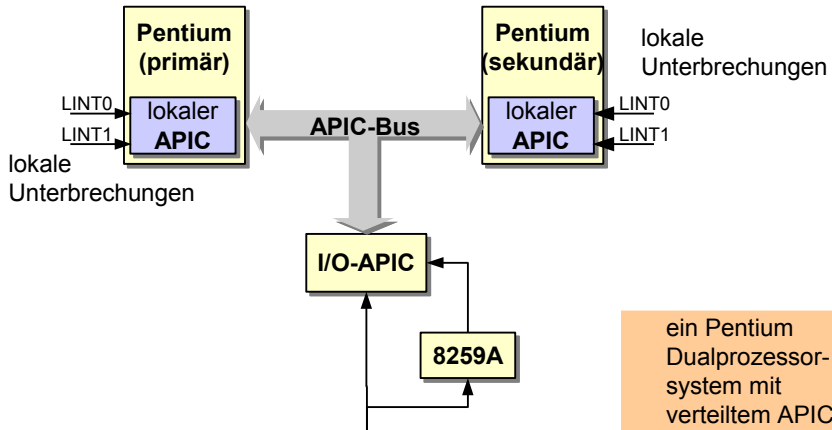 Pentium
(primär)
LINT0
LINT1
lokaler
APIC
lokale
Unterbrechungen
APIC-Bus
Pentium
(sekundär)
lokaler
APIC
LINT0
LINT1
lokale
Unterbrechungen
I/O-APIC
8259A
ein Pentium
Dualprozessor-
system mit
verteiltem APIC